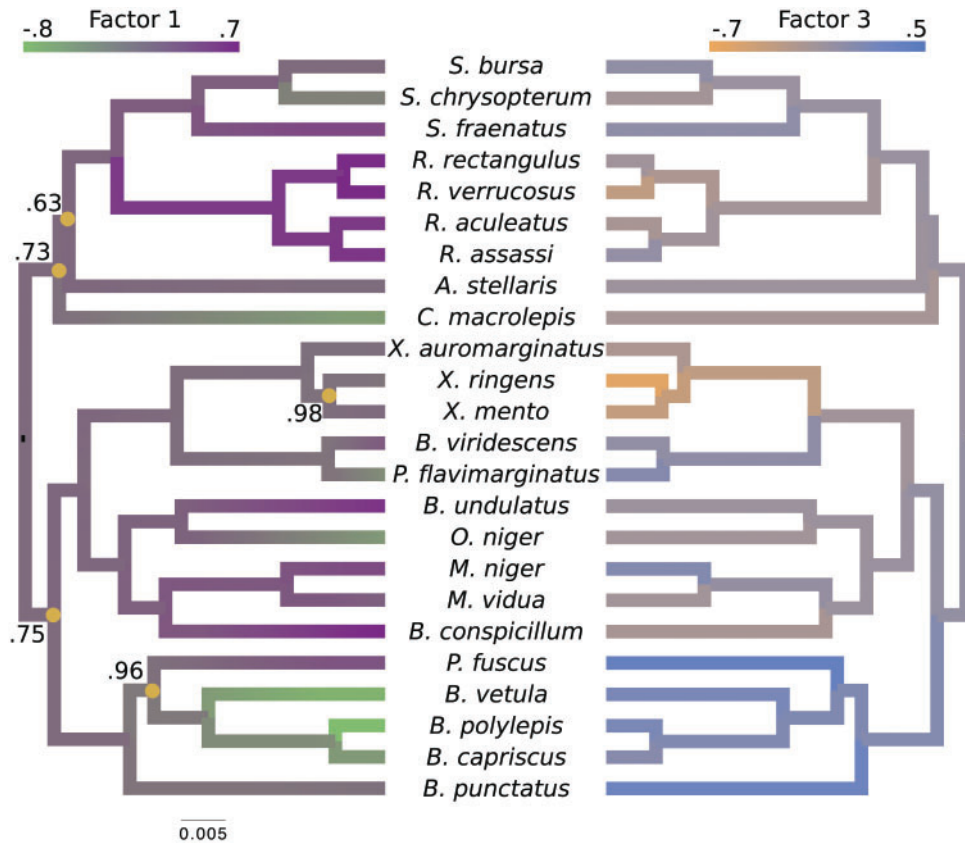 Factor 1
Factor 3
-.8
.7
-.7
.5
S. bursa
S. chrysopterum
S. fraenatus
R. rectangulus
R. verrucosus
.63
R. aculeatus
.73
R. assassi
A. stellaris
C. macrolepis
X. auromarginatus
X. ringens
.98
X. mento
B. viridescens
P. flavimarginatus
B. undulatus
O. niger
M. niger
M. vidua
.75
B. conspicillum
.96
P. fuscus
B. vetula
B. polylepis
B. capriscus
B. punctatus
0.005